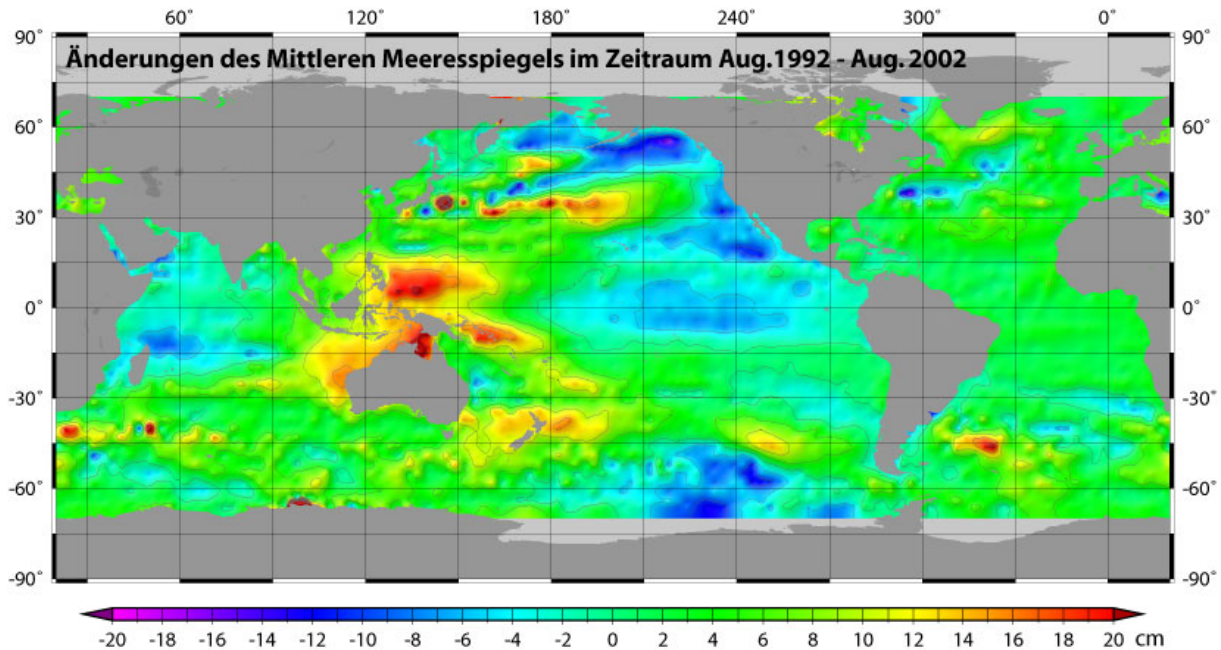 60° 120° 180° 240° 300° 0°
90° 90°
Änderungen des Mittleren Meeresspiegels im Zeitraum Aug.1992 - Aug.2002
60° 60°
30° 30°
0° 0°
-30° -30°
-60° -60°
-90° -90°
-20 -16 -14 -12 -10 -8 -6 -4 -2 0 2 4 6 8 10 12 14 16 18 20 cm